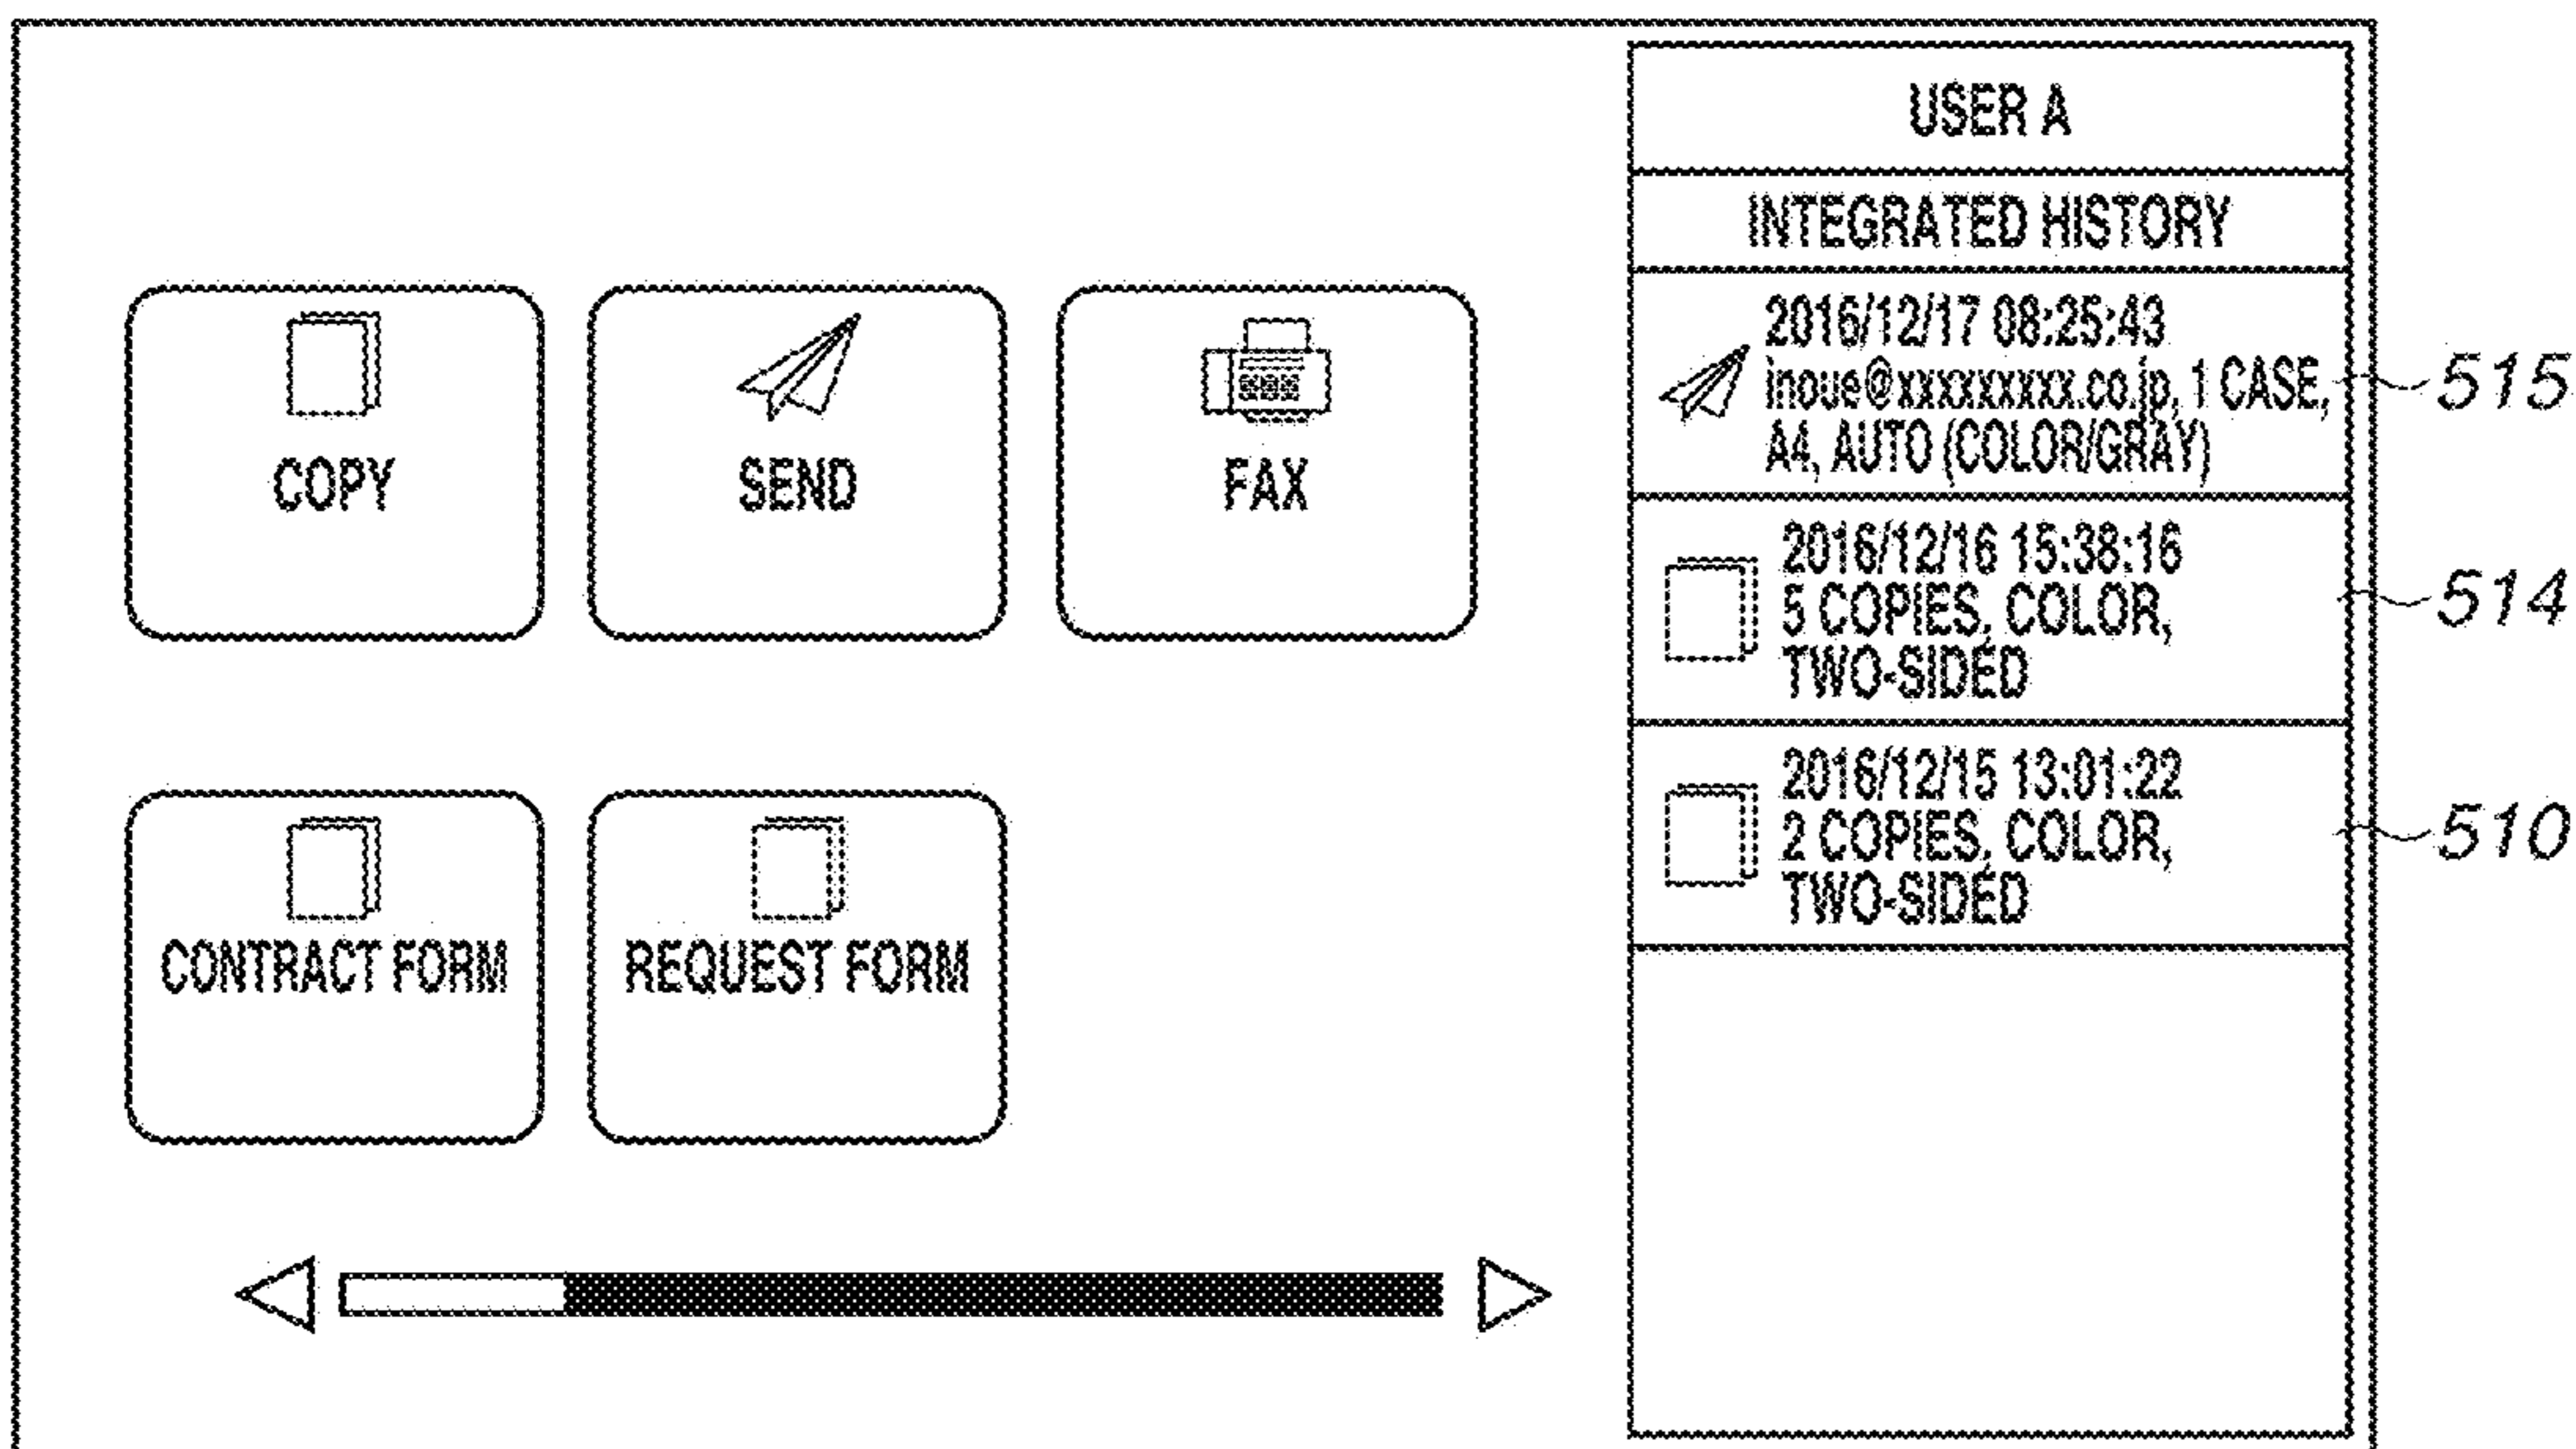 COPY
SEND
FAX
CONTRACT FORM
REQUEST FORM
USER A
INTEGRATED HISTORY
2016/12/17 08:25:43
inoue@xxxxxxxxx.co.jp, 1 CASE,
A4, AUTO (COLOR/GRAY)
515
2016/12/16 15:38:16
5 COPIES, COLOR,
TWO-SIDED
514
2016/12/15 13:01:22
2 COPIES, COLOR,
TWO-SIDED
510